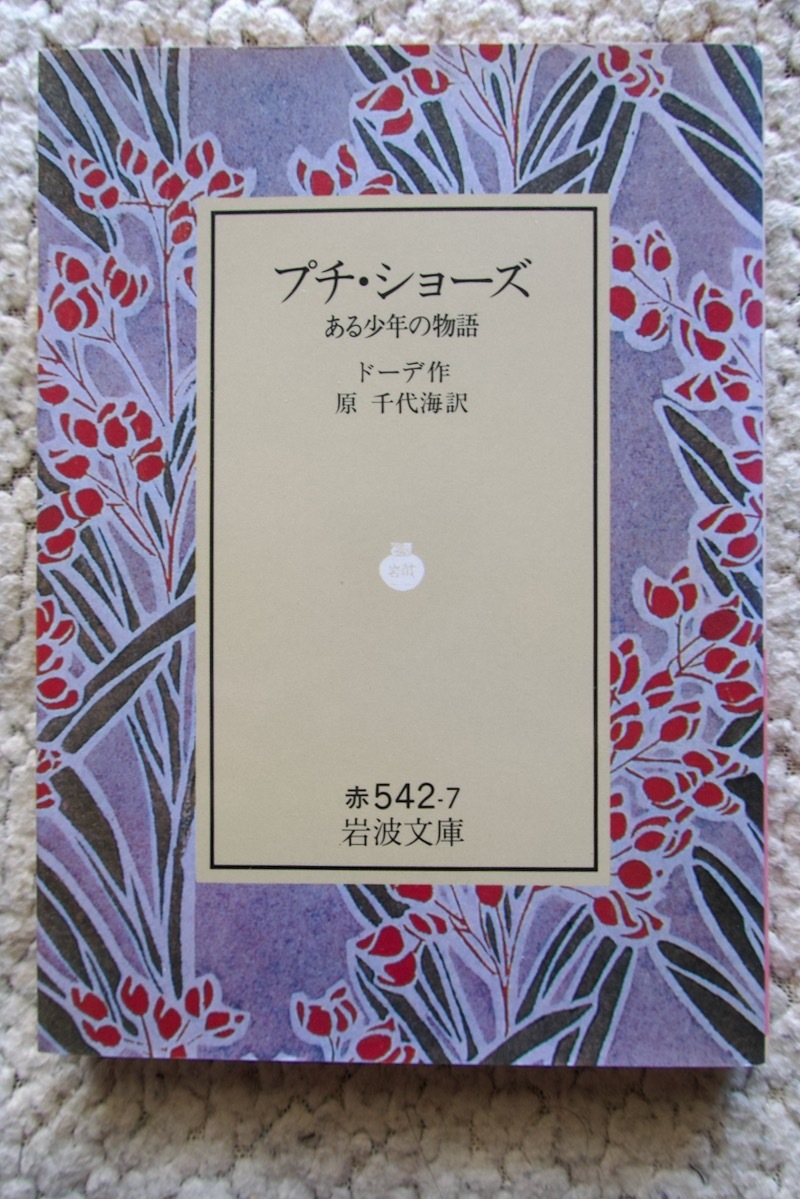 プチ・ショーズ
ある少年の物語
ドーデ作
原 千代海訳
赤542-7
岩波文庫